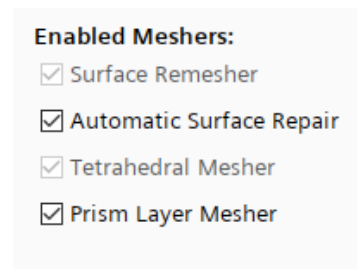 Enabled Meshers:
Surface Remesher
Automatic Surface Repair
Tetrahedral Mesher
Prism Layer Mesher